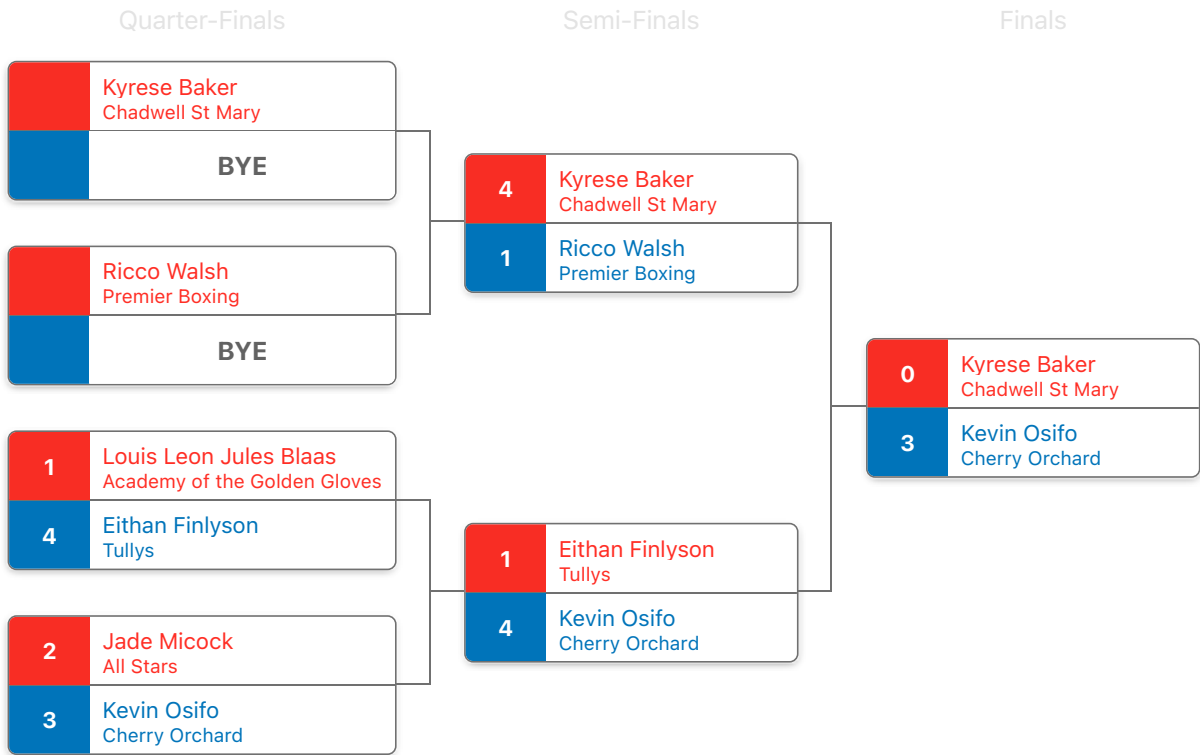 Quarter-Finals
Semi-Finals
Finals
Kyrese Baker
Chadwell St Mary
BYE
Ricco Walsh
Premier Boxing
BYE
1
Louis Leon Jules Blaas
Academy of the Golden Gloves
4
Eithan Finlyson
Tullys
2
Jade Micock
All Stars
3
Kevin Osifo
Cherry Orchard
4
Kyrese Baker
Chadwell St Mary
1
Ricco Walsh
Premier Boxing
1
Eithan Finlyson
Tullys
4
Kevin Osifo
Cherry Orchard
0
Kyrese Baker
Chadwell St Mary
3
Kevin Osifo
Cherry Orchard